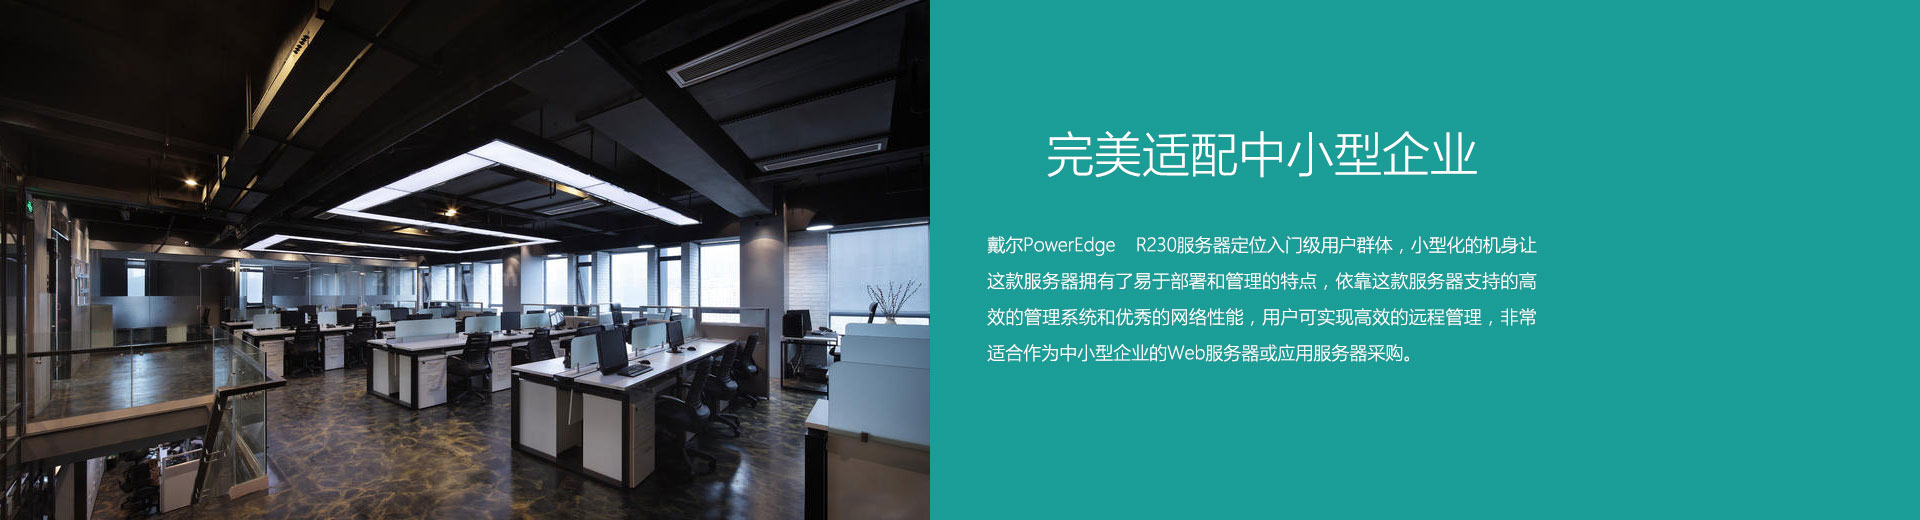 完美适配中小型企业
戴尔PowerEdge R230服务器定位入门级用户群体，小型化的机身让
这款服务器拥有了易于部署和管理的特点，依靠这款服务器支持的高
效的管理系统和优秀的网络性能，用户可实现高效的远程管理，非常
适合作为中小型企业的Web服务器或应用服务器采购。